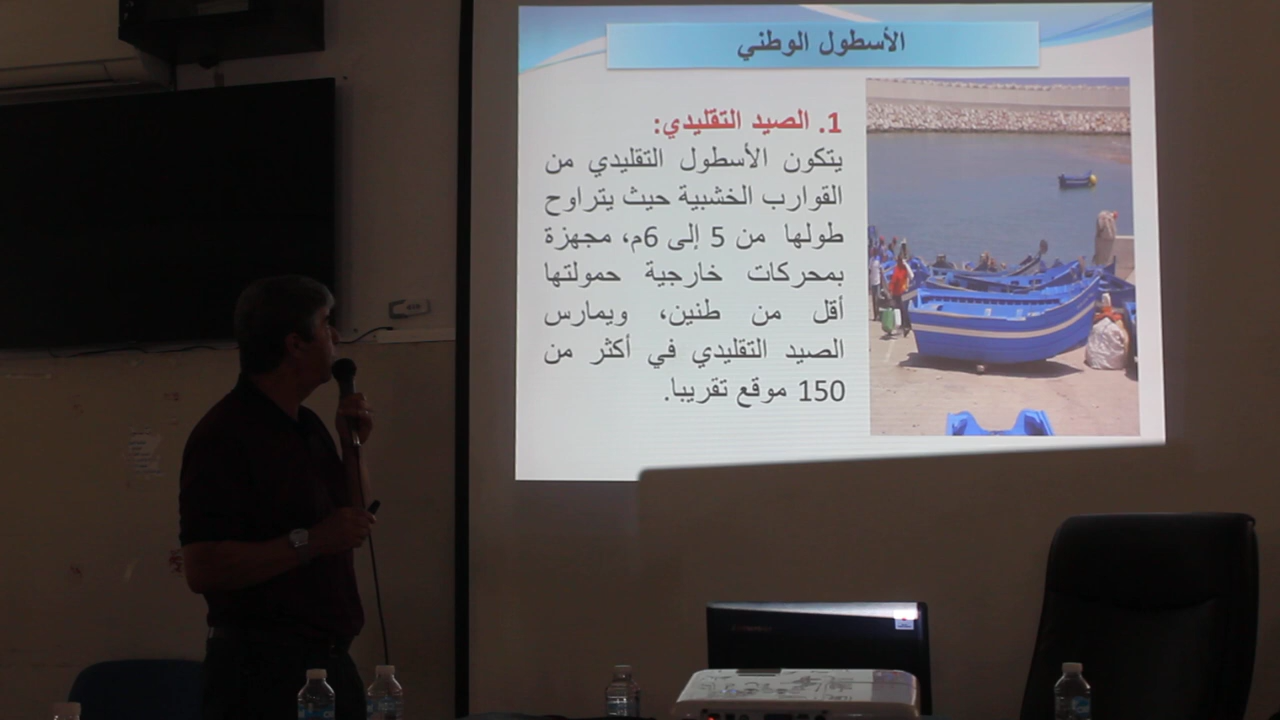 الأسطول الوطني
1. الصيد التقليدي:
يتكون الأسطول التقليدي من
القوارب الخشبية حيث يتراوح
طولها من 5 إلى 6م، مجهزة
بمحركات خارجية حمولتها
أقل من طنين، ويمارس
الصيد التقليدي في أكثر من
150 موقع تقريبا.